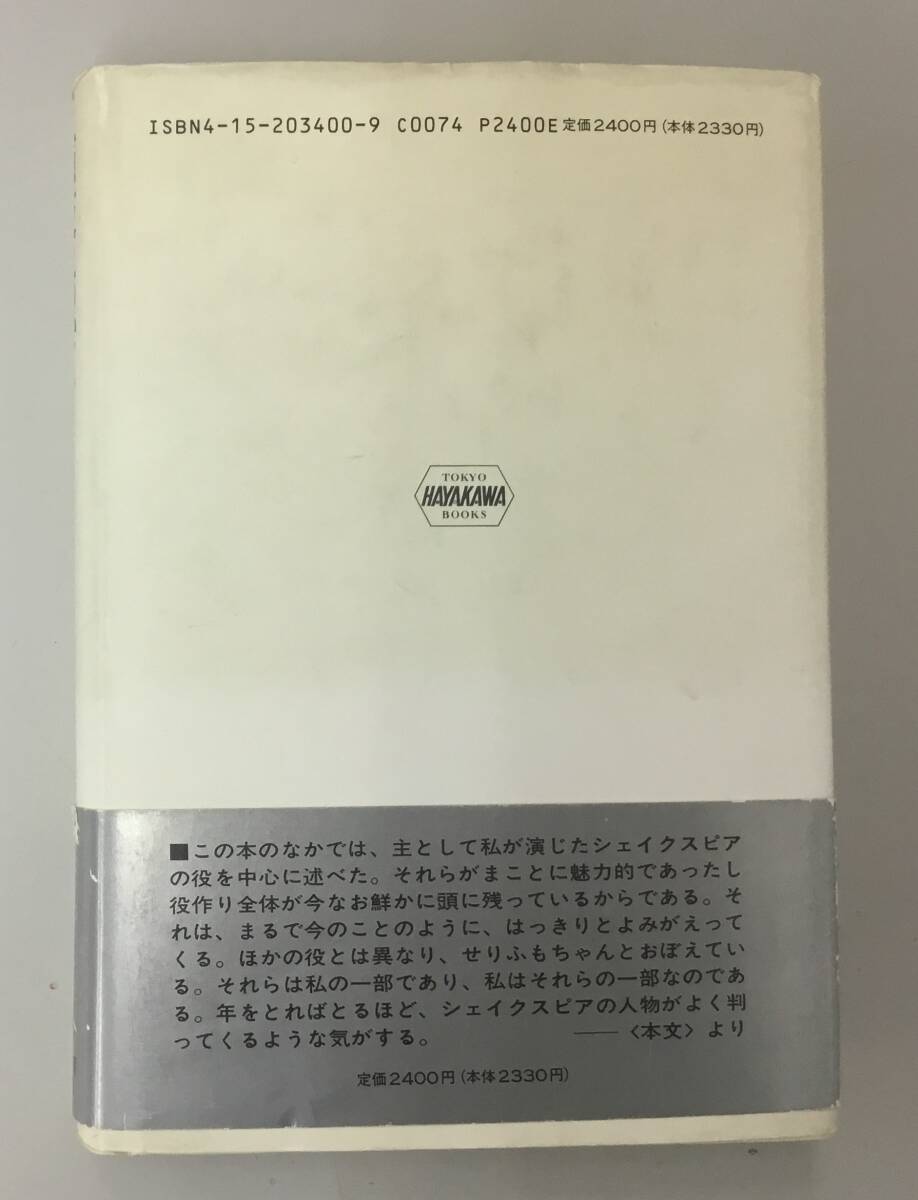 ISBN4-15-203400-9 C0074 P2400E 定価2400円(本体2330円)
TOKYO
HAYAKAWA
BOOKS
■この本のなかでは、主として私が演じたシェイクスピア
の役を中心に述べた。それらがまことに魅力的であったし
役作り全体が今なお鮮かに頭に残っているからである。そ
れは、まるで今のことのように、はっきりとよみがえって
くる。ほかの役とは異なり、せりふもちゃんとおぼえてい
る。それらは私の一部であり、私はそれらの一部なのであ
る。年をとればとるほど、シェイクスピアの人物がよく判
ってくるような気がする。 ――〈本文〉より
定価2400円(本体2330円)